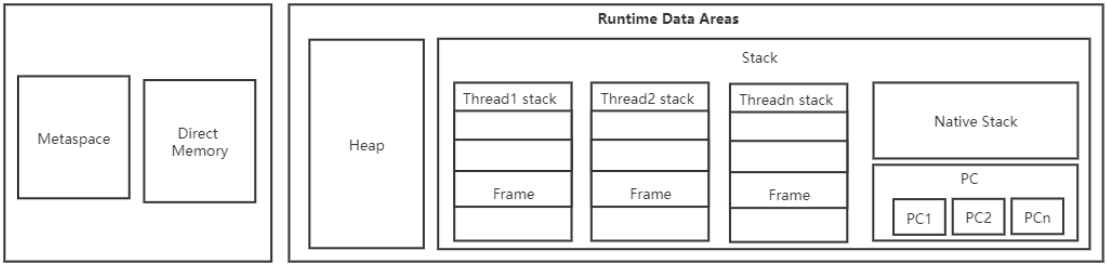 Metaspace
Direct
Memory
Runtime Data Areas
Heap
Stack
Thread1 stack
Frame
Thread2 stack
Frame
Threadn stack
Frame
Native Stack
PC
PC1
PC2
PCn